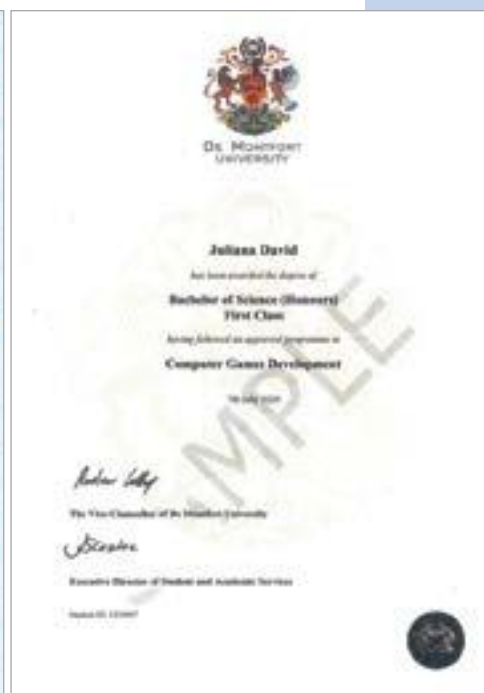 DE MONTFORT
UNIVERSITY
Juliana David
has been awarded the degree of
Bachelor of Science (Honours)
First Class
having followed an approved programme in
Computer Games Development
SAMPLE
The Vice-Chancellor of De Montfort University
Executive Director of Student and Academic Services
Student ID: